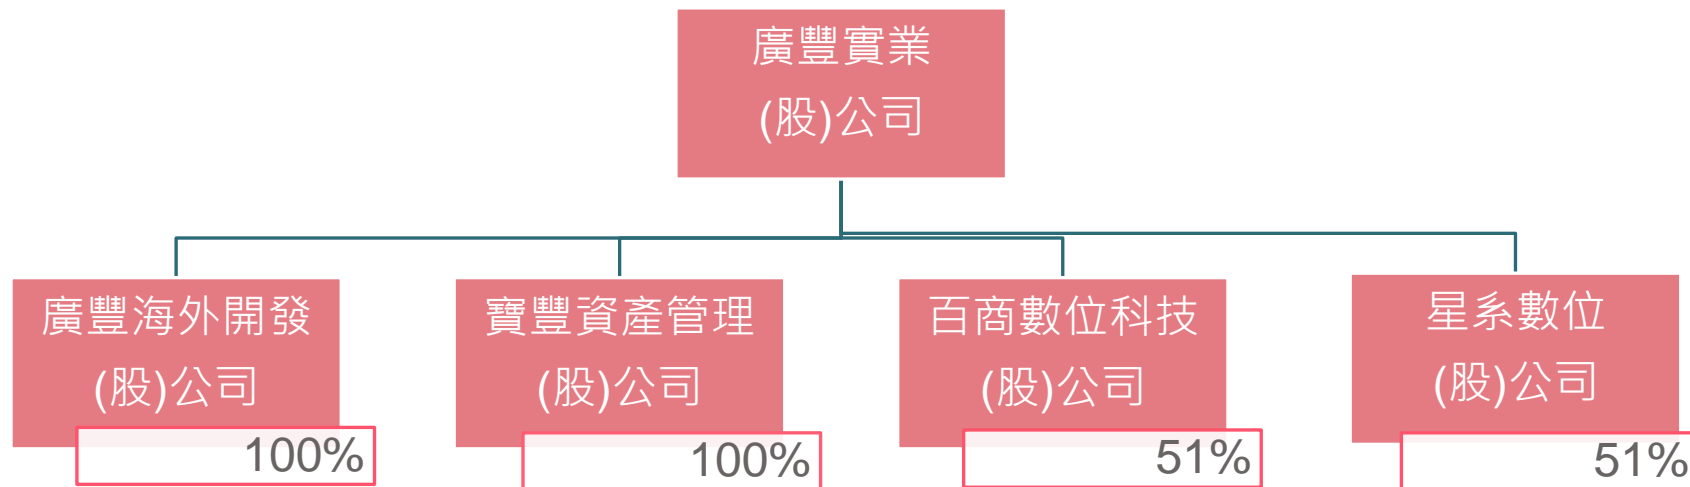 廣豐實業
(股)公司
廣豐海外開發
(股)公司
100%
寶豐資產管理
(股)公司
100%
百商數位科技
(股)公司
51%
星系數位
(股)公司
51%